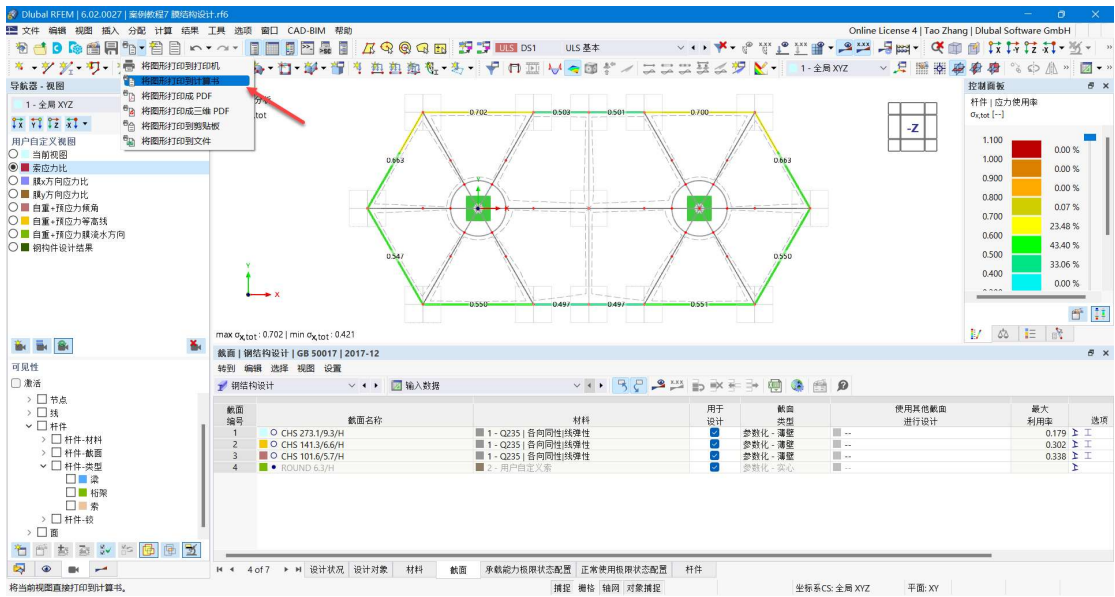 Dlubal RFEM | 6.02.0027 | 案例教程7 膜结构设计.rf6
文件 编辑 视图 插入 分配 计算 结果 工具 选项 窗口 CAD-BIM 帮助
Online License 4 | Tao Zhang | Dlubal Software GmbH
ULS DS1 ULS 基本
1 - 全局 XYZ
将图形打印到打印机
将图形打印到计算书
将图形打印成 PDF
将图形打印成三维 PDF
将图形打印到剪贴板
将图形打印到文件
导航器 - 视图
1 - 全局 XYZ
用户自定义视图
当前视图
索应力比
膜x方向应力比
膜y方向应力比
自重+预应力倾角
自重+预应力等高线
自重+预应力膜流水方向
钢构件设计结果
可见性
激活
节点
线
杆件
杆件-材料
杆件-截面
杆件-类型
梁
桁架
索
杆件-铰
面
tot
0.702 0.503 0.501 0.700
0.663 0.663
0.547 0.550
0.550 0.497 0.497 0.551
-Z
Y
X
max σx,tot : 0.702 | min σx,tot : 0.421
控制面板
杆件 | 应力使用率
σx,tot [--]
1.100
0.00 %
1.000
0.00 %
0.900
0.00 %
0.800
0.07 %
0.700
23.48 %
0.600
43.40 %
0.500
33.06 %
0.400
0.00 %
截面 | 钢结构设计 | GB 50017 | 2017-12
转到 编辑 选择 视图 设置
钢结构设计 输入数据
截面编号 截面名称 材料 用于设计 截面类型 使用其他截面进行设计 最大利用率 选项
1 CHS 273.1/9.3/H 1 - Q235 | 各向同性|线弹性 参数化 - 薄壁 -- 0.179
2 CHS 141.3/6.6/H 1 - Q235 | 各向同性|线弹性 参数化 - 薄壁 -- 0.302
3 CHS 101.6/5.7/H 1 - Q235 | 各向同性|线弹性 参数化 - 薄壁 -- 0.338
4 ROUND 6.3/H 2 - 用户自定义索 参数化 - 实心 --
4 of 7 设计状况 设计对象 材料 截面 承载能力极限状态配置 正常使用极限状态配置 杆件
将当前视图直接打印到计算书。
捕捉 栅格 轴网 对象捕捉 坐标系CS: 全局 XYZ 平面: XY